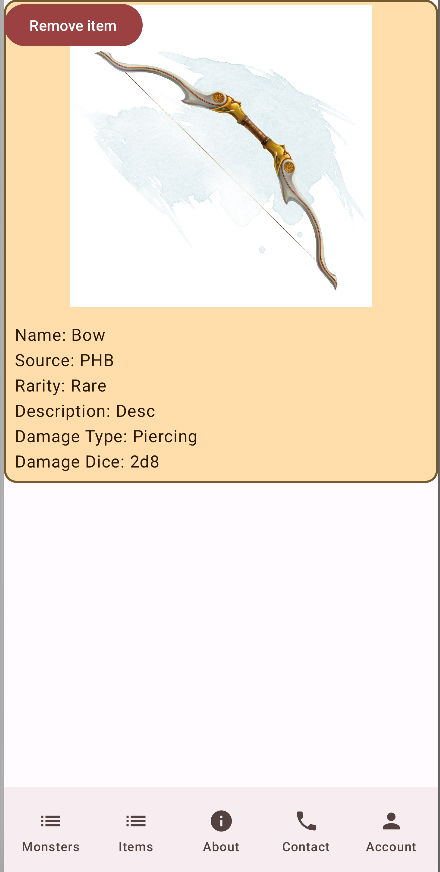 Remove item
Name: Bow
Source: PHB
Rarity: Rare
Description: Desc
Damage Type: Piercing
Damage Dice: 2d8
Monsters
Items
About
Contact
Account